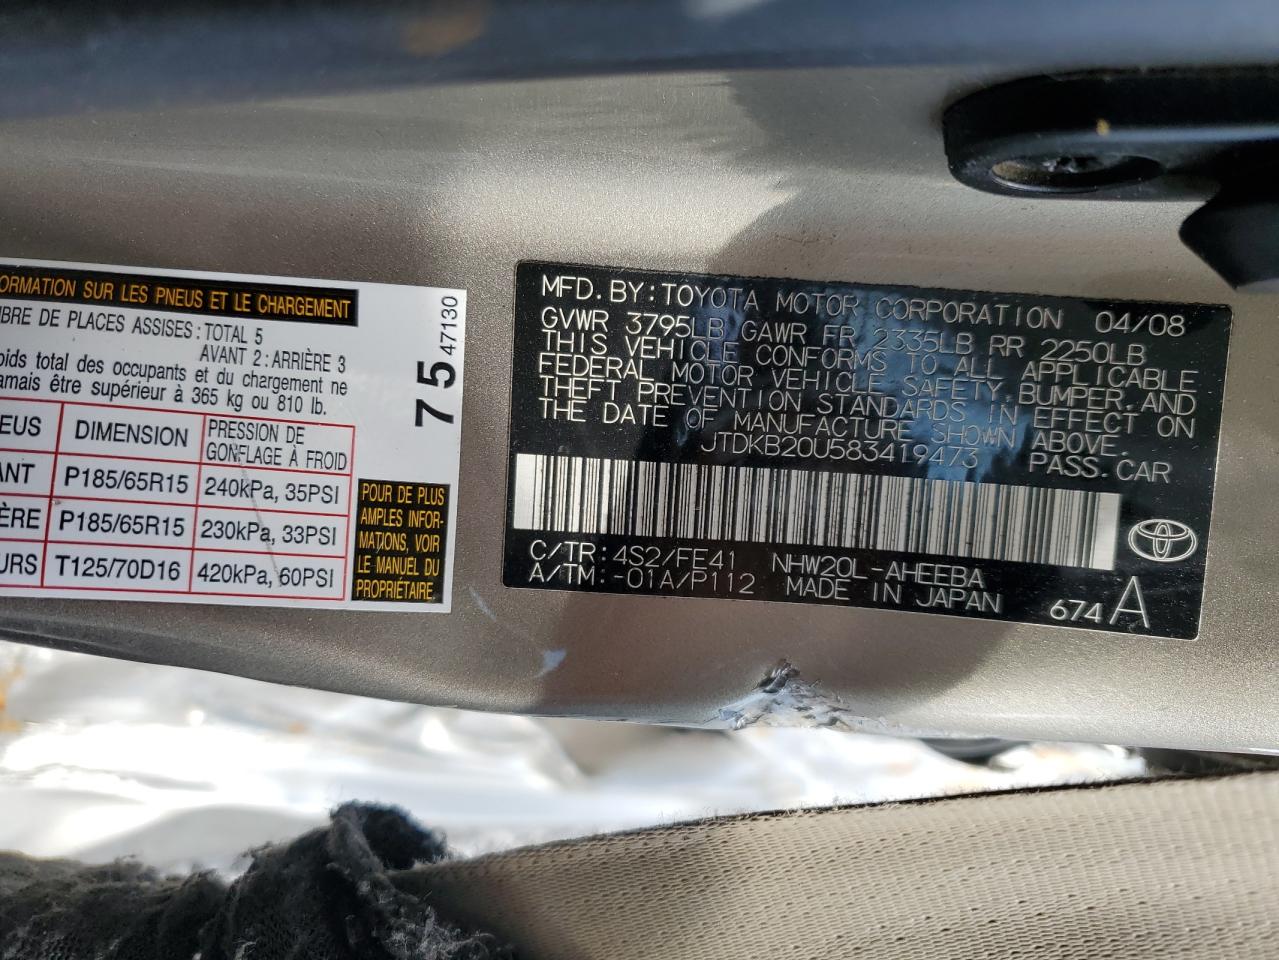 ORMATION SUR LES PNEUS ET LE CHARGEMENT
MBRE DE PLACES ASSISES: TOTAL 5
AVANT 2: ARRIÈRE 3
oids total des occupants et du chargement ne
amais être supérieur à 365 kg ou 810 lb.
EUS DIMENSION PRESSION DE
GONFLAGE À FROID
ANT P185/65R15 240kPa, 35PSI
ÈRE P185/65R15 230kPa, 33PSI
OURS T125/70D16 420kPa, 60PSI
75 47130
POUR DE PLUS
AMPLES INFOR-
MATIONS, VOIR
LE MANUEL DU
PROPRIÉTAIRE.
MFD. BY: TOYOTA MOTOR CORPORATION 04/08
GVWR 3795LB GAWR FR 2335LB RR 2250LB
THIS VEHICLE CONFORMS TO ALL APPLICABLE
FEDERAL MOTOR VEHICLE SAFETY, BUMPER, AND
THEFT PREVENTION STANDARDS IN EFFECT ON
THE DATE OF MANUFACTURE SHOWN ABOVE.
JTDKB20U583419473 PASS. CAR
C/TR: 4S2/FE41 NHW20L-AHEEBA
A/TM: -01A/P112 MADE IN JAPAN
674 A